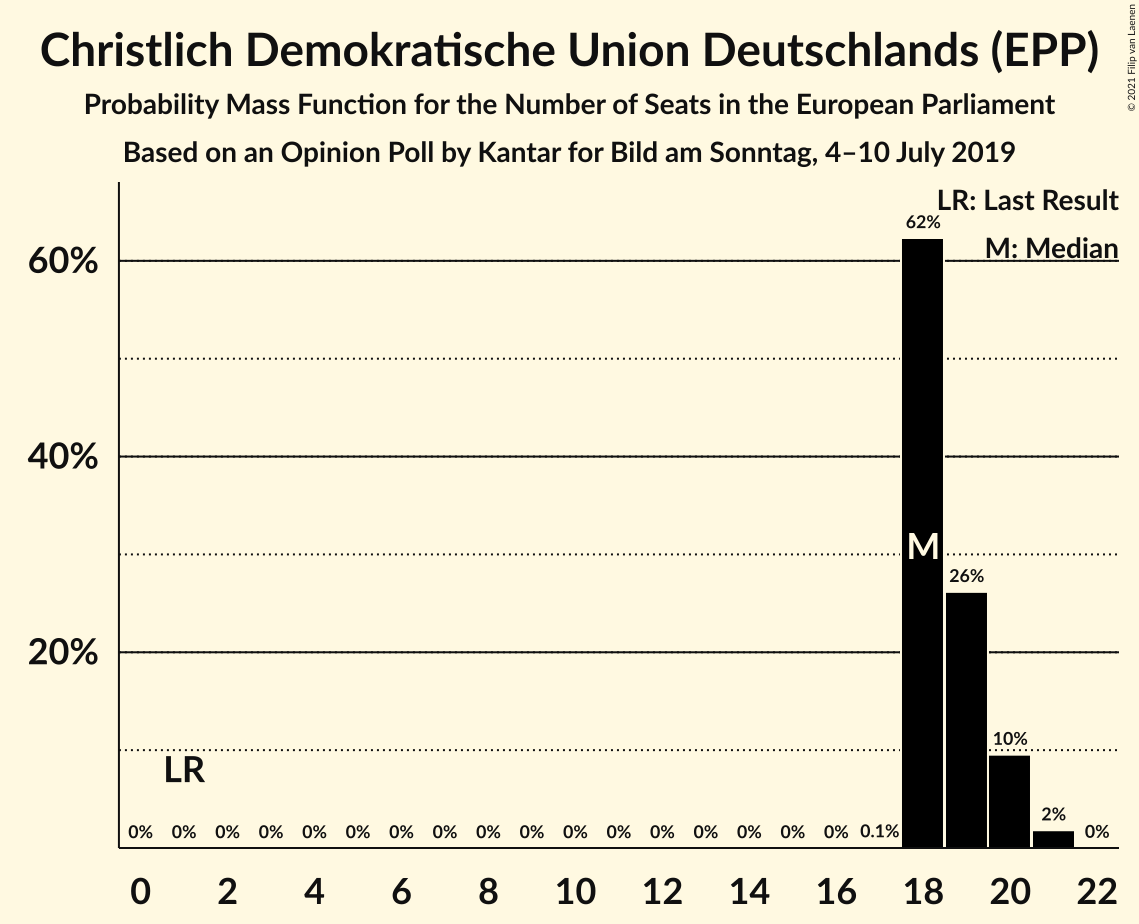 Christlich Demokratische Union Deutschlands (EPP)
Probability Mass Function for the Number of Seats in the European Parliament
Based on an Opinion Poll by Kantar for Bild am Sonntag, 4–10 July 2019
© 2021 Filip van Laenen
LR: Last Result
M: Median
60%
40%
20%
62%
M
26%
10%
2%
LR
0% 0% 0% 0% 0% 0% 0% 0% 0% 0% 0% 0% 0% 0% 0% 0% 0% 0.1% 0%
0 2 4 6 8 10 12 14 16 18 20 22